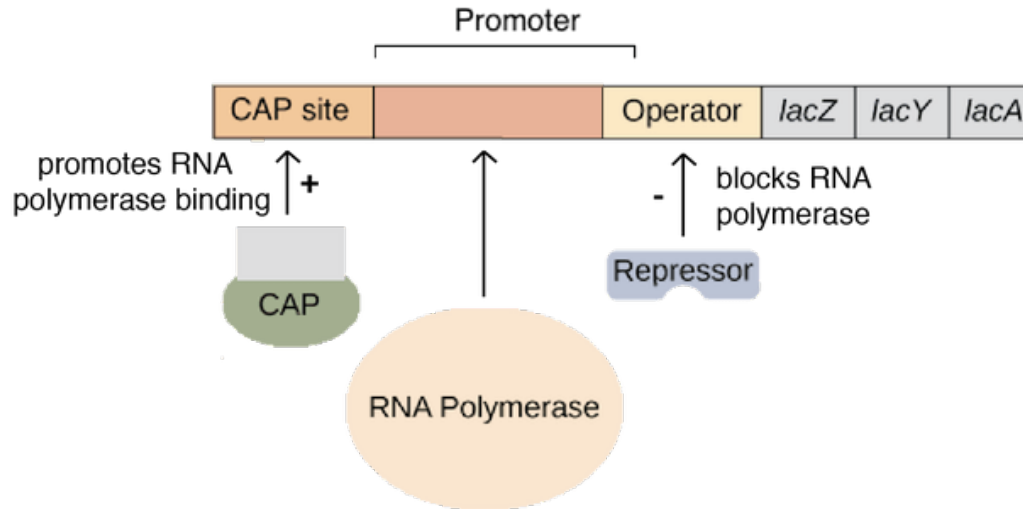 Promoter
CAP site Operator lacZ lacY lacA
promotes RNA
polymerase binding
+
-
blocks RNA
polymerase
CAP
Repressor
RNA Polymerase